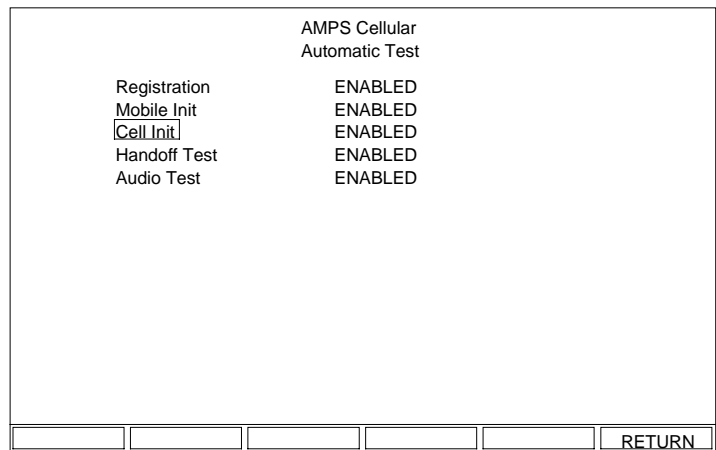 AMPS Cellular
Automatic Test
Registration ENABLED
Mobile Init ENABLED
Cell Init ENABLED
Handoff Test ENABLED
Audio Test ENABLED
RETURN